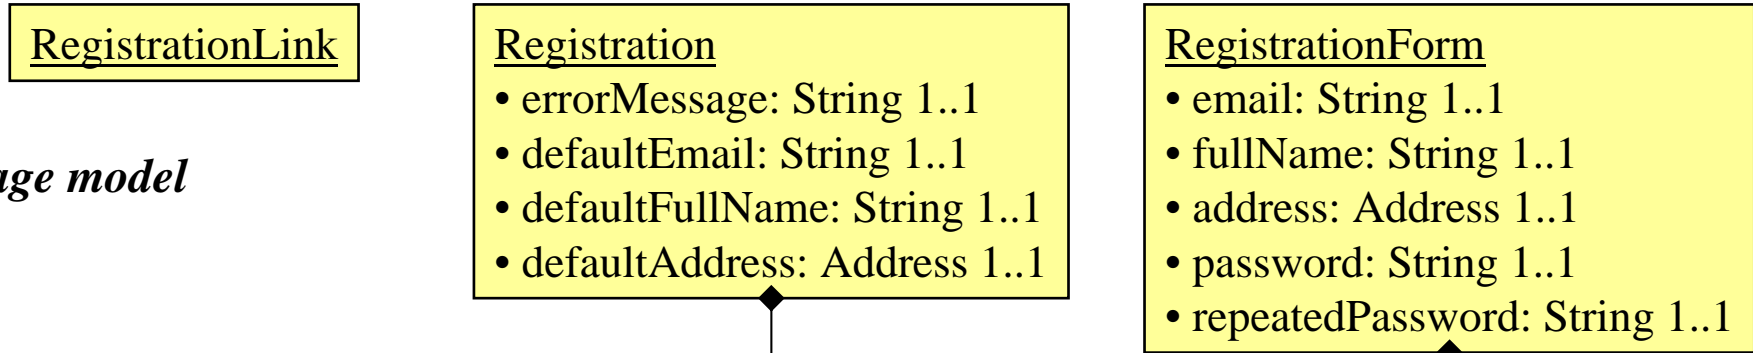 RegistrationLink
model
Registration
• errorMessage: String 1..1
• defaultEmail: String 1..1
• defaultFullName: String 1..1
• defaultAddress: Address 1..1
RegistrationForm
• email: String 1..1
• fullName: String 1..1
• address: Address 1..1
• password: String 1..1
• repeatedPassword: String 1..1